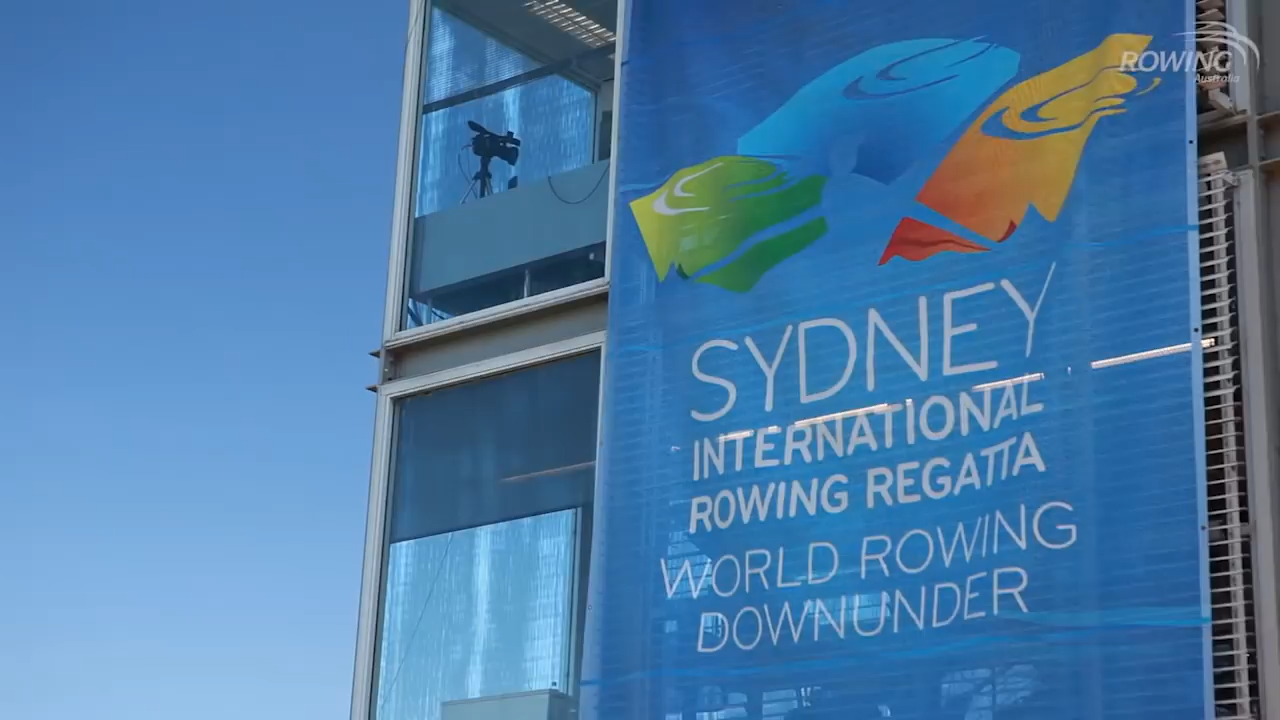 ROWING
Australia
SYDNEY
INTERNATIONAL
ROWING REGATTA
WORLD ROWING
DOWNUNDER